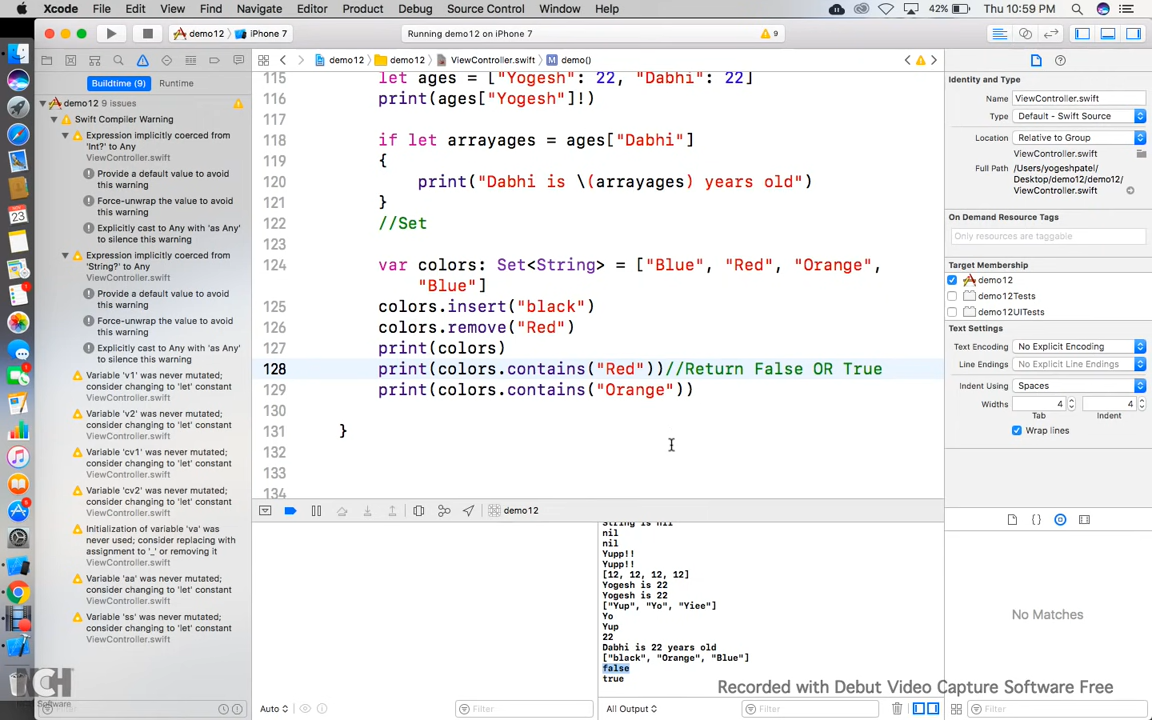 Xcode File Edit View Find Navigate Editor Product Debug Source Control Window Help 42% Thu 10:59 PM
demo12 iPhone 7 Running demo12 on iPhone 7 9
demo12 demo12 ViewController.swift demo()
Buildtime (9) Runtime
demo12 9 issues
Swift Compiler Warning
Expression implicitly coerced from
'Int?' to Any
ViewController.swift
Provide a default value to avoid
this warning
Force-unwrap the value to avoid
this warning
Explicitly cast to Any with 'as Any'
to silence this warning
Expression implicitly coerced from
'String?' to Any
ViewController.swift
Provide a default value to avoid
this warning
Force-unwrap the value to avoid
this warning
Explicitly cast to Any with 'as Any'
to silence this warning
Variable 'v1' was never mutated;
consider changing to 'let' constant
ViewController.swift
Variable 'v2' was never mutated;
consider changing to 'let' constant
ViewController.swift
Variable 'cv1' was never mutated;
consider changing to 'let' constant
ViewController.swift
Variable 'cv2' was never mutated;
consider changing to 'let' constant
ViewController.swift
Initialization of variable 'va' was
never used; consider replacing with
assignment to '_' or removing it
ViewController.swift
Variable 'aa' was never mutated;
consider changing to 'let' constant
ViewController.swift
Variable 'ss' was never mutated;
consider changing to 'let' constant
ViewController.swift
NCH
Software
Filter
115 let ages = ["Yogesh": 22, "Dabhi": 22]
116 print(ages["Yogesh"]!)
117
118 if let arrayages = ages["Dabhi"]
119 {
120 print("Dabhi is \(arrayages) years old")
121 }
122 //Set
123
124 var colors: Set<String> = ["Blue", "Red", "Orange",
"Blue"]
125 colors.insert("black")
126 colors.remove("Red")
127 print(colors)
128 print(colors.contains("Red"))//Return False OR True
129 print(colors.contains("Orange"))
130
131 }
132
133
134
demo12
String is nil
nil
nil
Yupp!!
Yupp!!
[12, 12, 12, 12]
Yogesh is 22
Yogesh is 22
["Yup", "Yo", "Yiee"]
Yo
Yup
22
Dabhi is 22 years old
["black", "Orange", "Blue"]
false
true
Auto Filter All Output Filter
Identity and Type
Name ViewController.swift
Type Default - Swift Source
Location Relative to Group
ViewController.swift
Full Path /Users/yogeshpatel/
Desktop/demo12/demo12/
ViewController.swift
On Demand Resource Tags
Only resources are taggable
Target Membership
demo12
demo12Tests
demo12UITests
Text Settings
Text Encoding No Explicit Encoding
Line Endings No Explicit Line Endings
Indent Using Spaces
Widths 4 4
Tab Indent
Wrap lines
No Matches
Filter
Recorded with Debut Video Capture Software Free